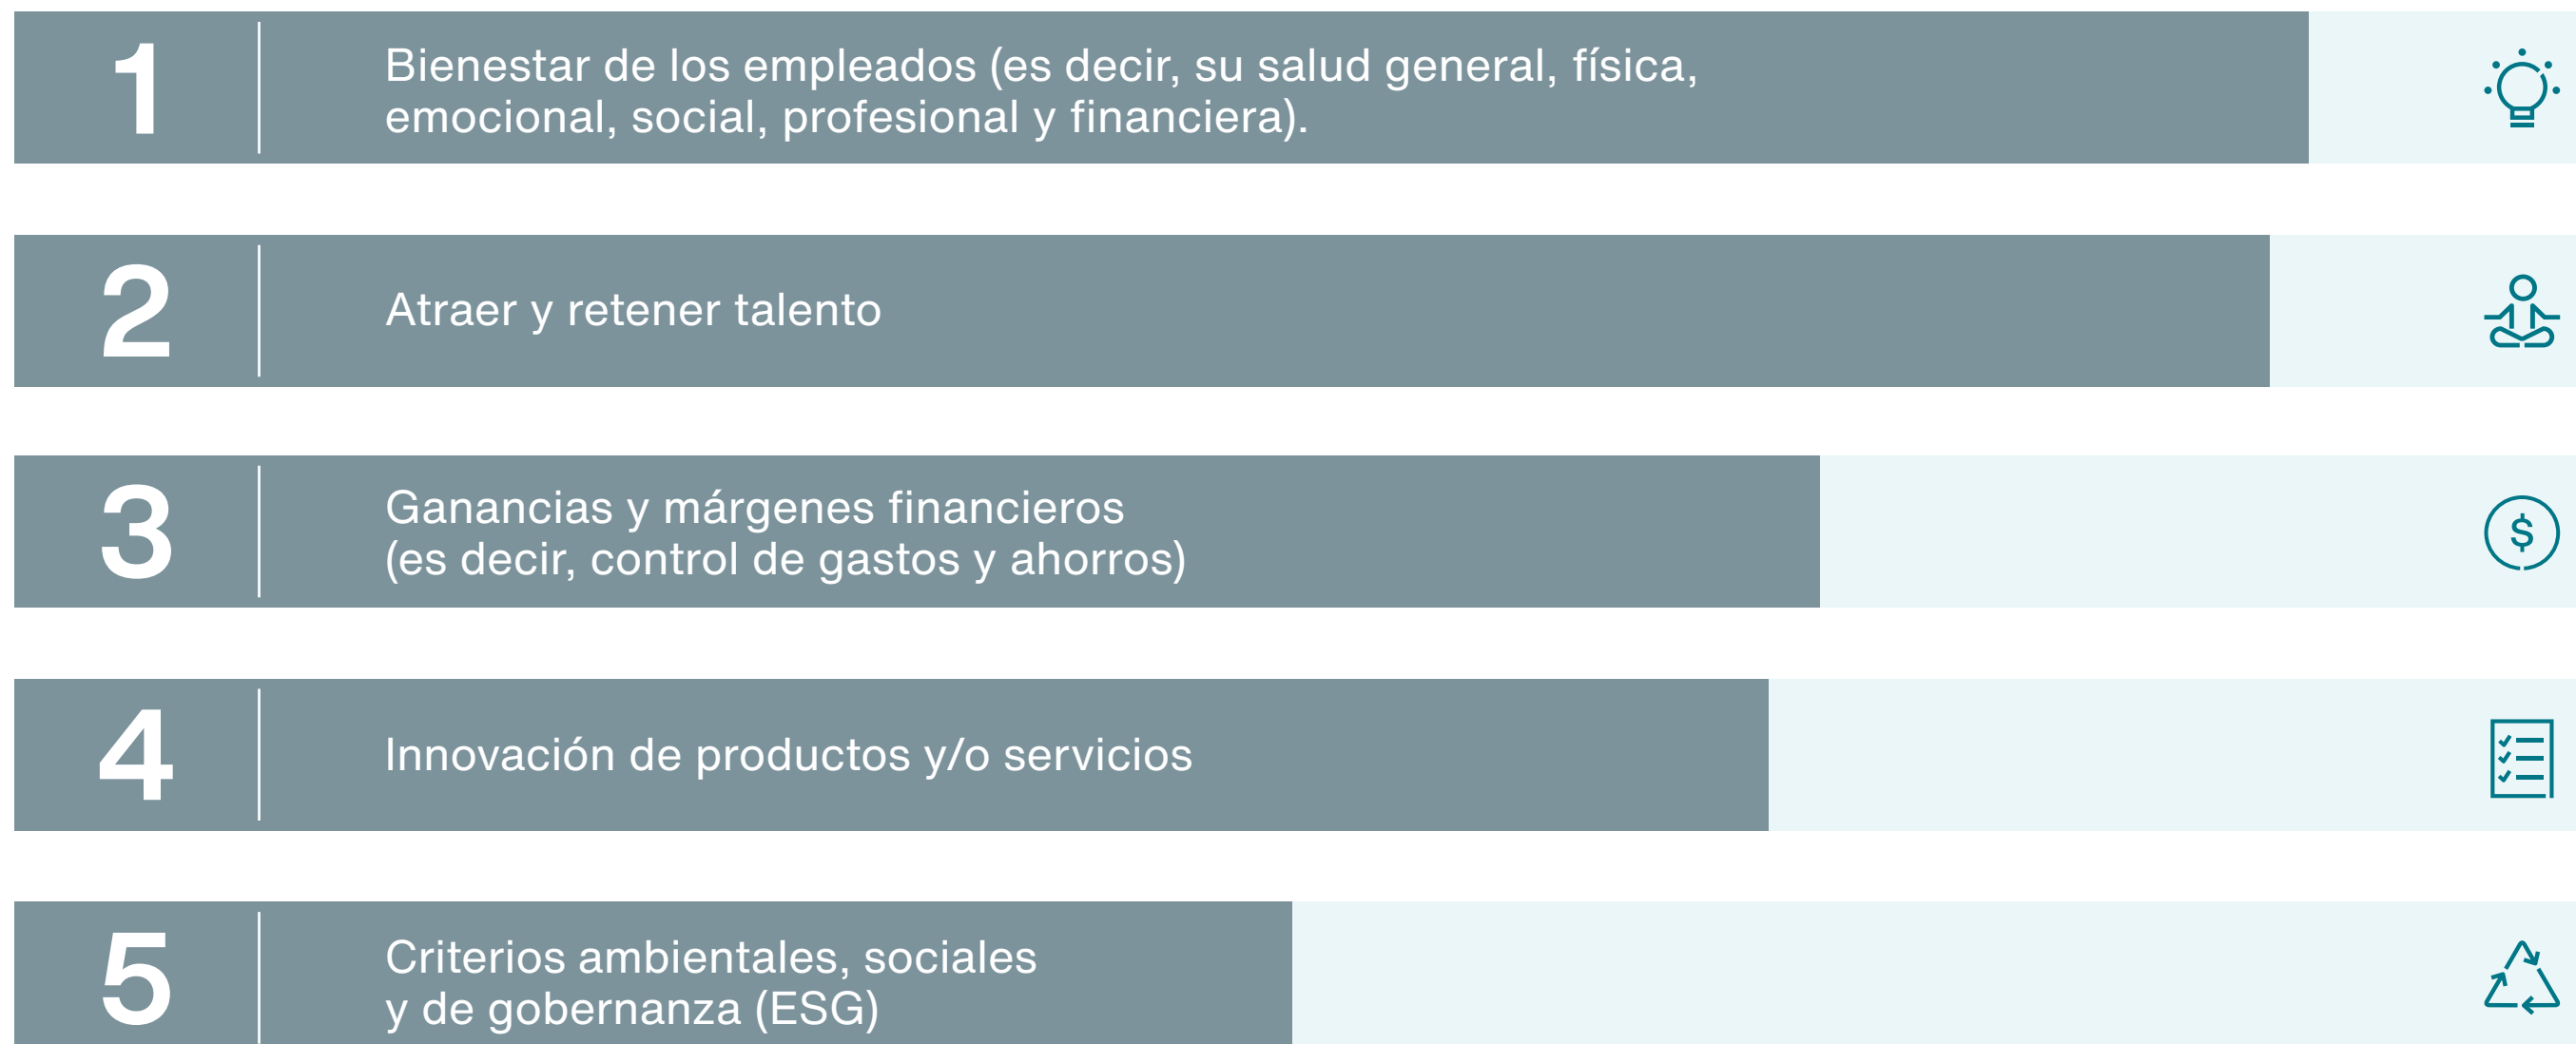 1
Bienestar de los empleados (es decir, su salud general, física,
emocional, social, profesional y financiera).
2
Atraer y retener talento
3
Ganancias y márgenes financieros
(es decir, control de gastos y ahorros)
$
4
Innovación de productos y/o servicios
5
Criterios ambientales, sociales
y de gobernanza (ESG)